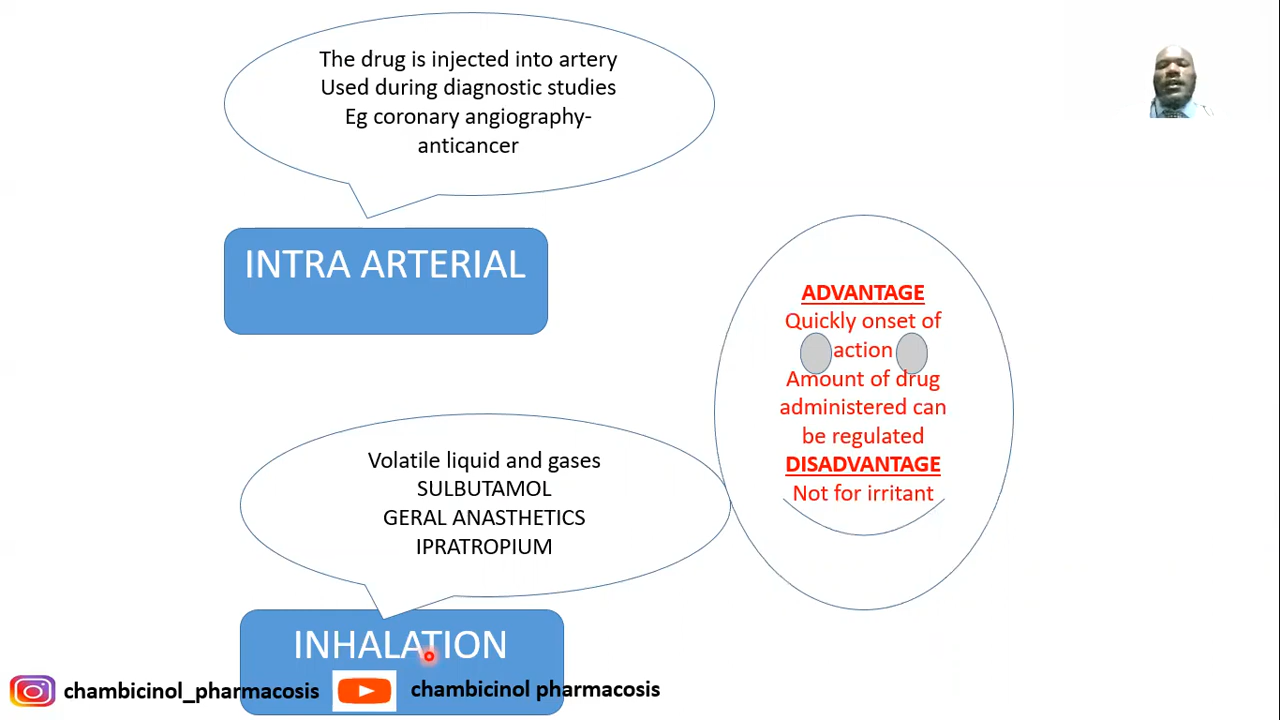 The drug is injected into artery
Used during diagnostic studies
Eg coronary angiography-
anticancer
INTRA ARTERIAL
ADVANTAGE
Quickly onset of
action
Amount of drug
administered can
be regulated
DISADVANTAGE
Not for irritant
Volatile liquid and gases
SULBUTAMOL
GERAL ANASTHETICS
IPRATROPIUM
INHALATION
chambicinol_pharmacosis
chambicinol pharmacosis